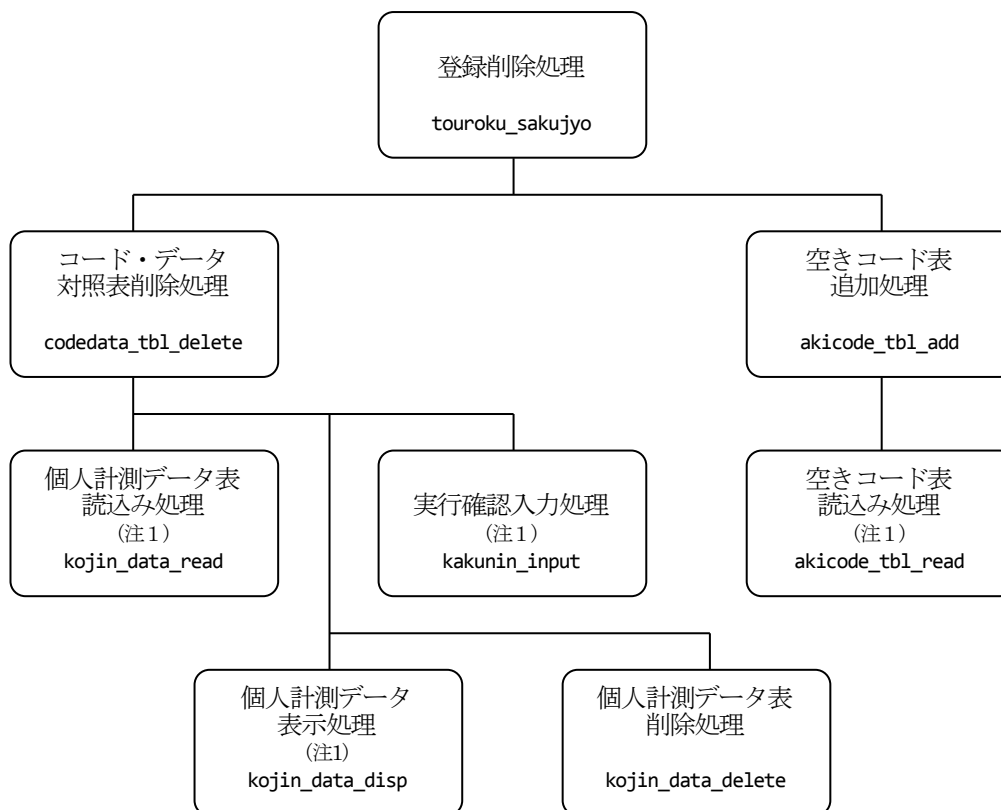 登録削除処理
touroku_sakujyo
コード・データ
対照表削除処理
codedata_tbl_delete
空きコード表
追加処理
akicode_tbl_add
個人計測データ表
読込み処理
（注１）
kojin_data_read
実行確認入力処理
（注１）
kakunin_input
空きコード表
読込み処理
（注１）
akicode_tbl_read
個人計測データ
表示処理
（注1）
kojin_data_disp
個人計測データ表
削除処理
kojin_data_delete